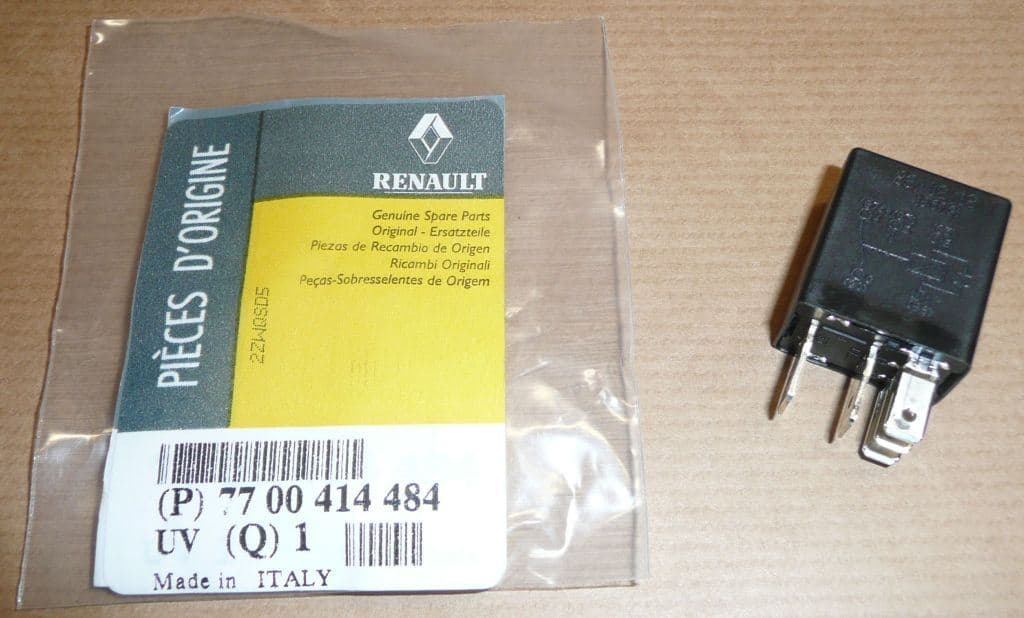 PIÈCES D'ORIGINE
RENAULT
Genuine Spare Parts
Original - Ersatzteile
Piezas de Recambio de Origen
Ricambi Originali
Peças-Sobresselentes de Origem
(P) 77 00 414 484
UV (Q) 1
Made in ITALY